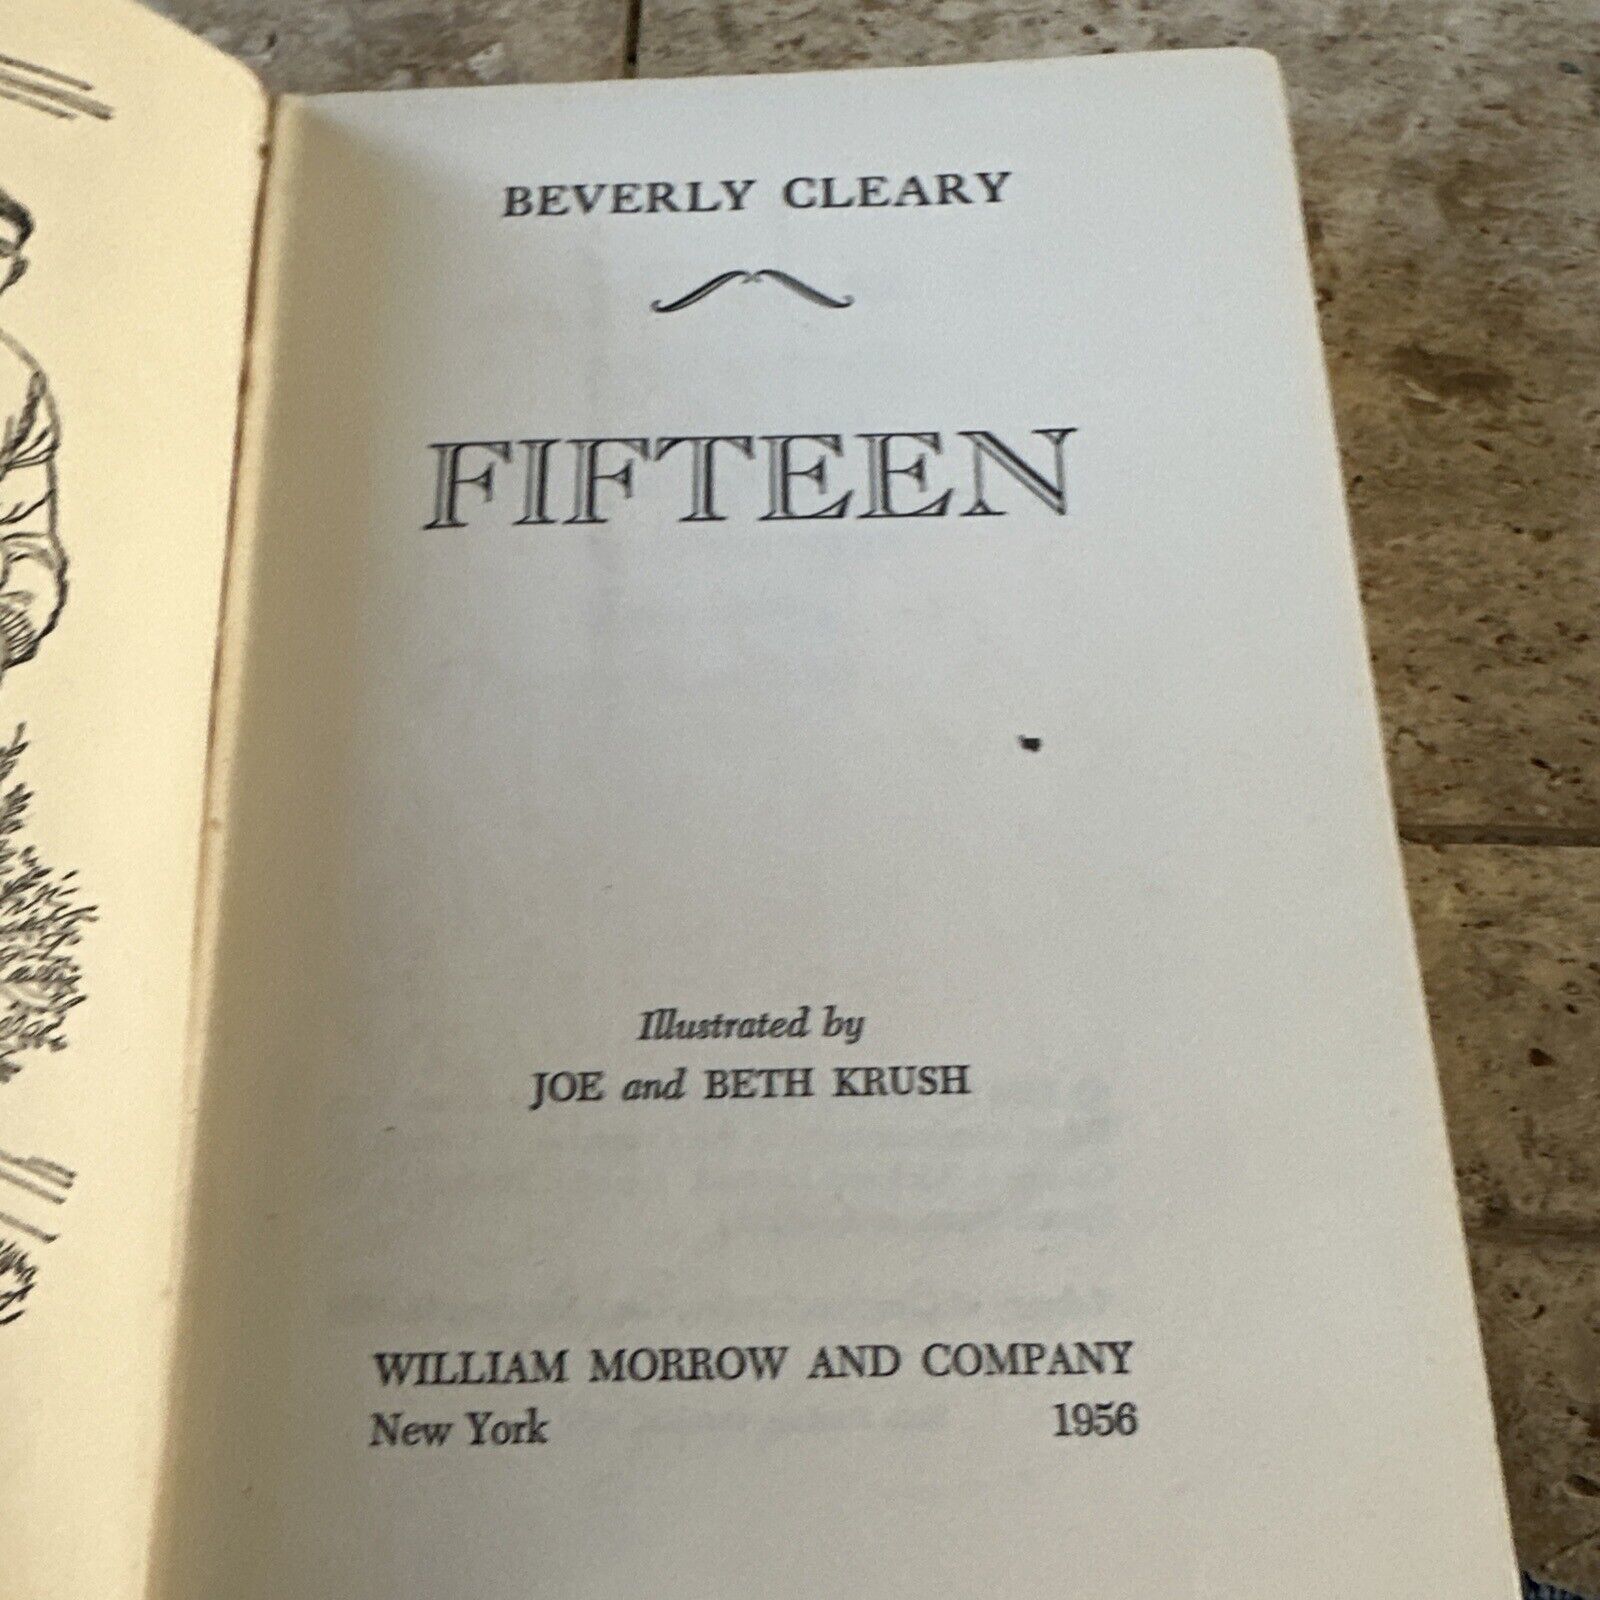 BEVERLY CLEARY
FIFTEEN
Illustrated by
JOE and BETH KRUSH
WILLIAM MORROW AND COMPANY
New York 1956